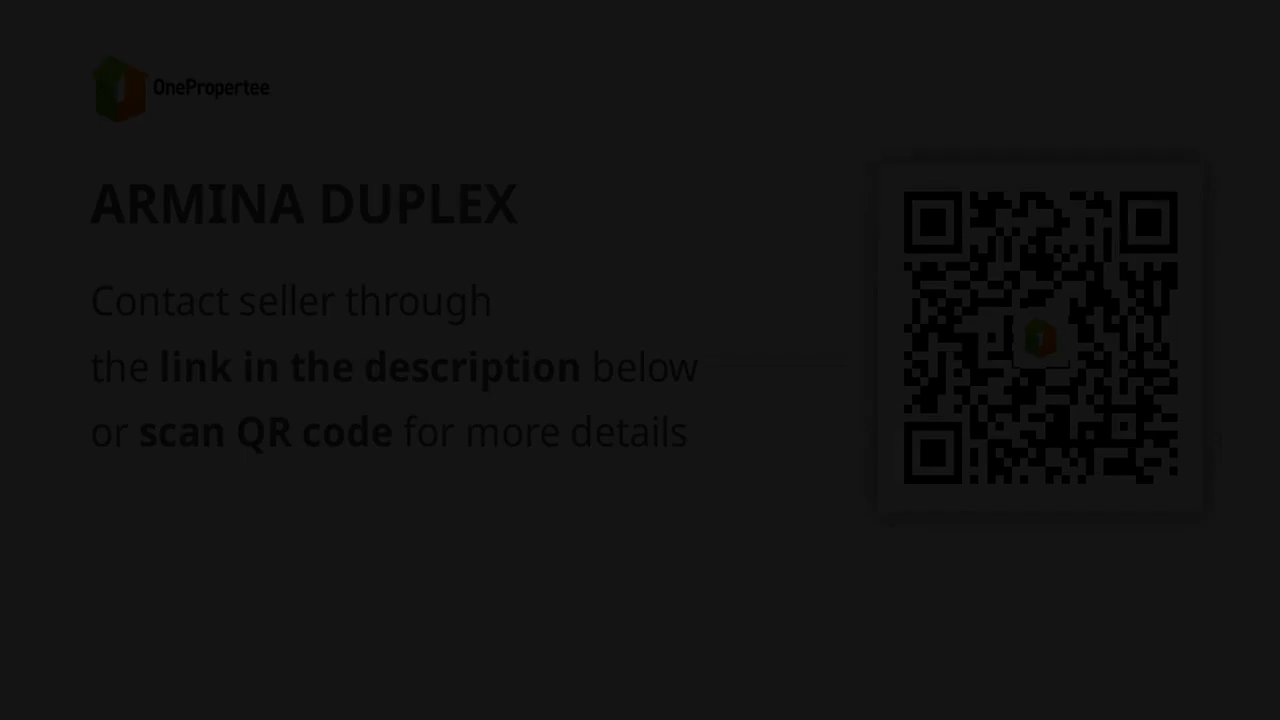 OnePropertee
ARMINA DUPLEX
Contact seller through
the link in the description below
or scan QR code for more details